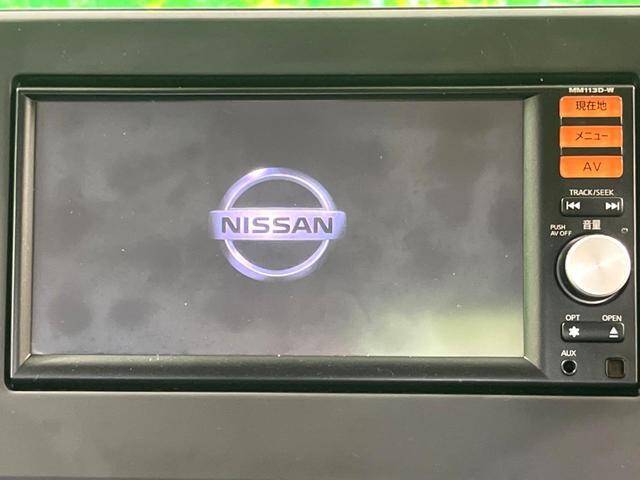 MM113D-W
現在地
メニュー
AV
TRACK/SEEK
音量
PUSH
AV OFF
NISSAN
OPT
OPEN
AUX